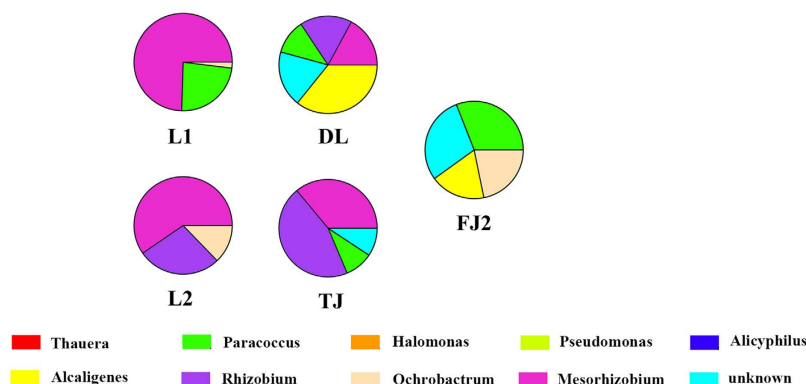 L1
DL
FJ2
L2
TJ
Thauera
Paracoccus
Halomonas
Pseudomonas
Alicyphilus
Alcaligenes
Rhizobium
Ochrobactrum
Mesorhizobium
unknown